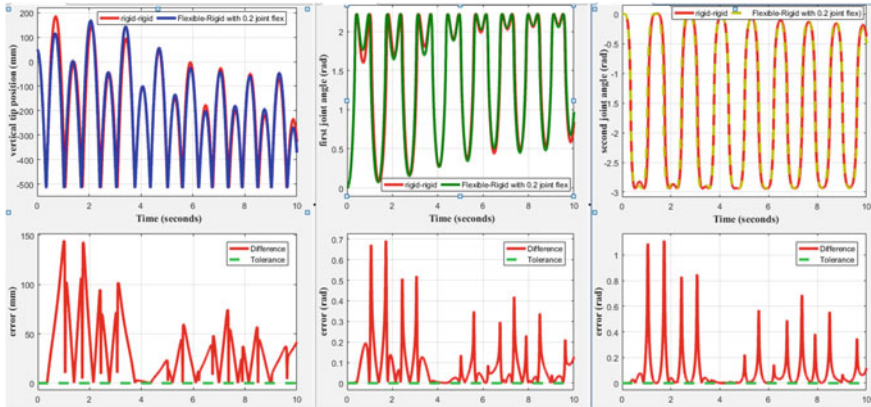 rigid-rigid Flexible-Rigid with 0.2 joint flex
200
100
0
-100
-200
-300
-400
-500
vertical tip position (mm)
0 2 4 6 8 10
Time (seconds)
2
1.5
1
0.5
0
first joint angle (rad)
rigid-rigid Flexible-Rigid with 0.2 joint flex
0 1 2 3 4 5 6 7 8 9 10
Time (seconds)
rigid-rigid Flexible-Rigid with 0.2 joint flex)
0
-0.5
-1
-1.5
-2
-2.5
-3
second joint angle (rad)
0 2 4 6 8 10
Time (seconds)
150
100
50
0
error (mm)
Difference
Tolerance
0 2 4 6 8 10
0.7
0.6
0.5
0.4
0.3
0.2
0.1
0
error (rad)
Difference
Tolerance
0 2 4 6 8 10
1
0.8
0.6
0.4
0.2
0
error (rad)
Difference
Tolerance
0 2 4 6 8 10